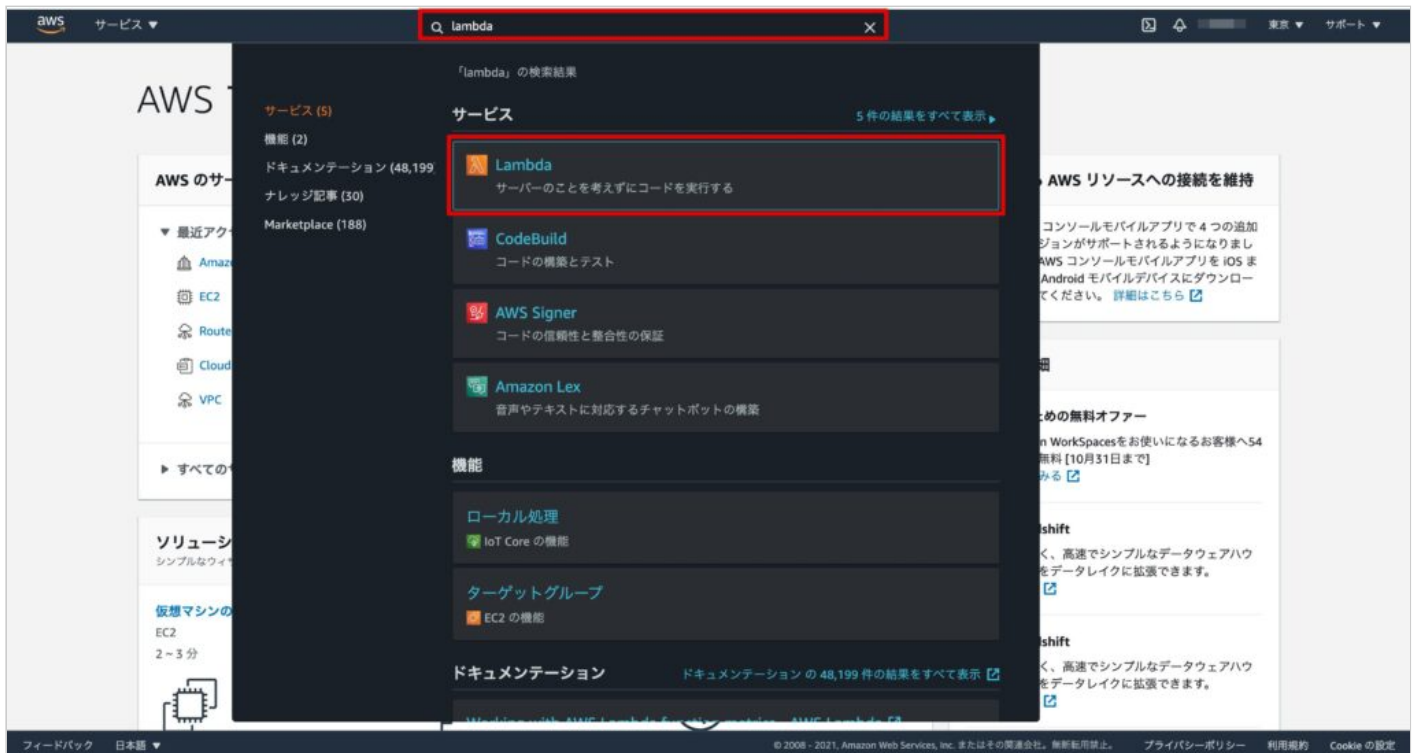 aws
サービス ▼
lambda
東京 ▼
サポート ▼
「lambda」の検索結果
サービス (5)
機能 (2)
ドキュメンテーション (48,199
ナレッジ記事 (30)
Marketplace (188)
サービス
5 件の結果をすべて表示 ▶
Lambda
サーバーのことを考えずにコードを実行する
CodeBuild
コードの構築とテスト
AWS Signer
コードの信頼性と整合性の保証
Amazon Lex
音声やテキストに対応するチャットボットの構築
機能
ローカル処理
IoT Core の機能
ターゲットグループ
EC2 の機能
ドキュメンテーション
ドキュメンテーション の 48,199 件の結果をすべて表示
AWS
AWS のサー
▼ 最近アク
Amaz
EC2
Route
Cloud
VPC
▶ すべての
ソリューシ
シンプルなウィ
仮想マシンの
EC2
2～3 分
AWS リソースへの接続を維持
コンソールモバイルアプリで 4 つの追加
ジョンがサポートされるようになりまし
AWS コンソールモバイルアプリを iOS ま
Android モバイルデバイスにダウンロー
てください。 詳細はこちら
ための無料オファー
n WorkSpacesをお使いになるお客様へ54
無料 [10月31日まで]
みる
shift
く、高速でシンプルなデータウェアハウ
をデータレイクに拡張できます。
shift
く、高速でシンプルなデータウェアハウ
をデータレイクに拡張できます。
フィードバック
日本語 ▼
© 2008 - 2021, Amazon Web Services, Inc. またはその関連会社。無断転用禁止。
プライバシーポリシー
利用規約
Cookie の設定